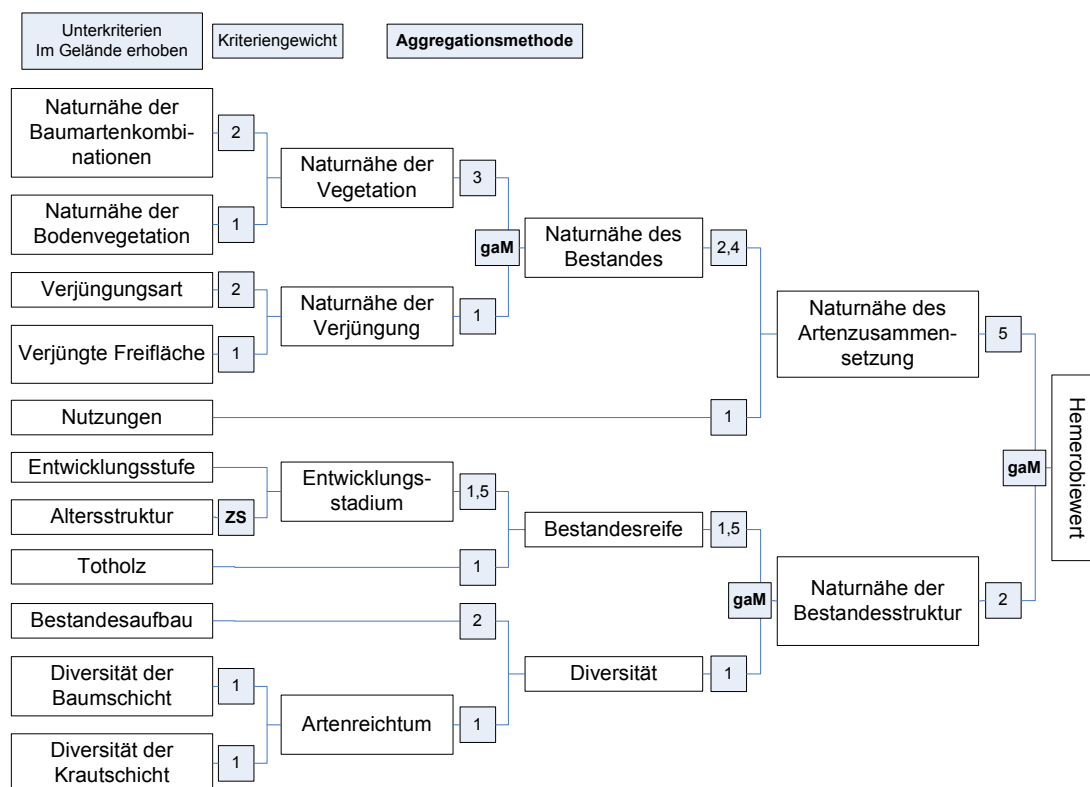 Unterkriterien
Im Gelände erhoben
Kriteriengewicht
Aggregationsmethode
Naturnähe der
Baumartenkombi-
nationen
2
Naturnähe der
Bodenvegetation
1
Naturnähe der
Vegetation
3
Verjüngungsart
2
Verjüngte Freifläche
1
Naturnähe der
Verjüngung
1
gaM
Naturnähe des
Bestandes
2,4
Nutzungen
1
Naturnähe des
Artenzusammen-
setzung
5
Entwicklungsstufe
Altersstruktur
ZS
Entwicklungs-
stadium
1,5
Totholz
1
Bestandesreife
1,5
Bestandesaufbau
2
Diversität der
Baumschicht
1
Diversität der
Krautschicht
1
Artenreichtum
1
Diversität
1
gaM
Naturnähe der
Bestandesstruktur
2
gaM
Hemerobiewert